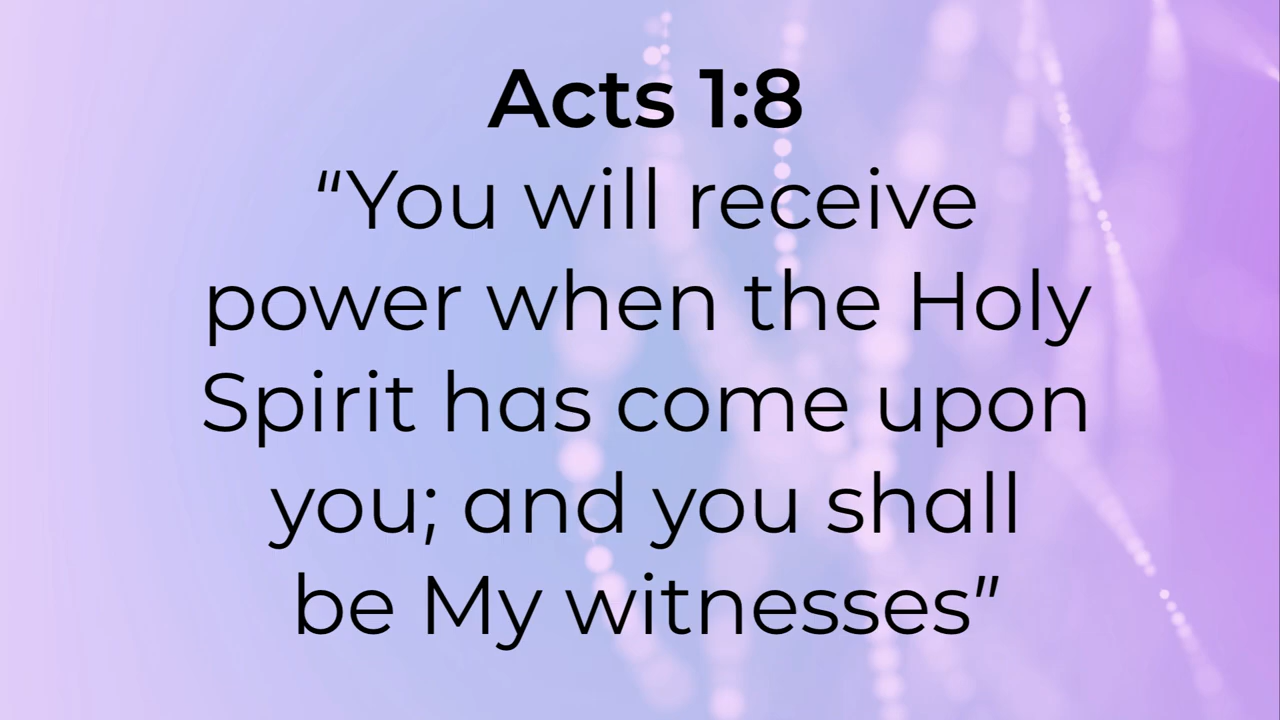 Acts 1:8
“You will receive
power when the Holy
Spirit has come upon
you; and you shall
be My witnesses”